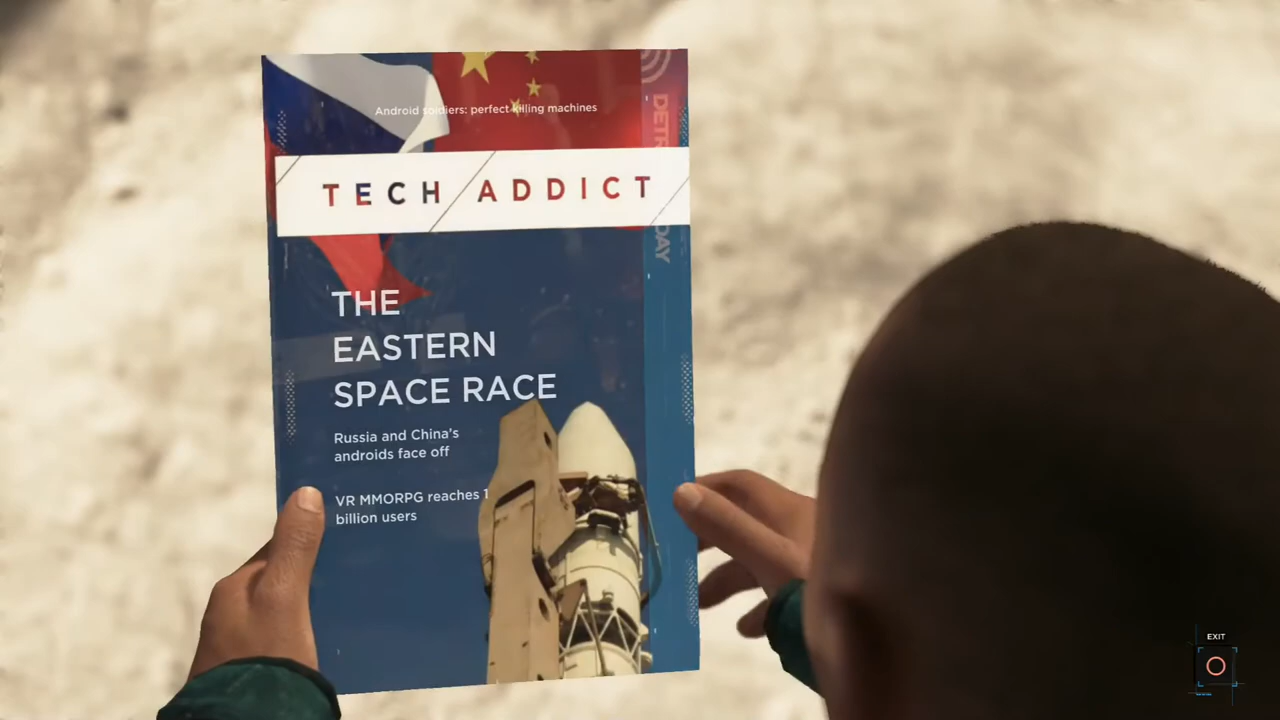 Android soldiers: perfect killing machines
TECH ADDICT
THE
EASTERN
SPACE RACE
Russia and China's
androids face off
VR MMORPG reaches 1
billion users
EXIT